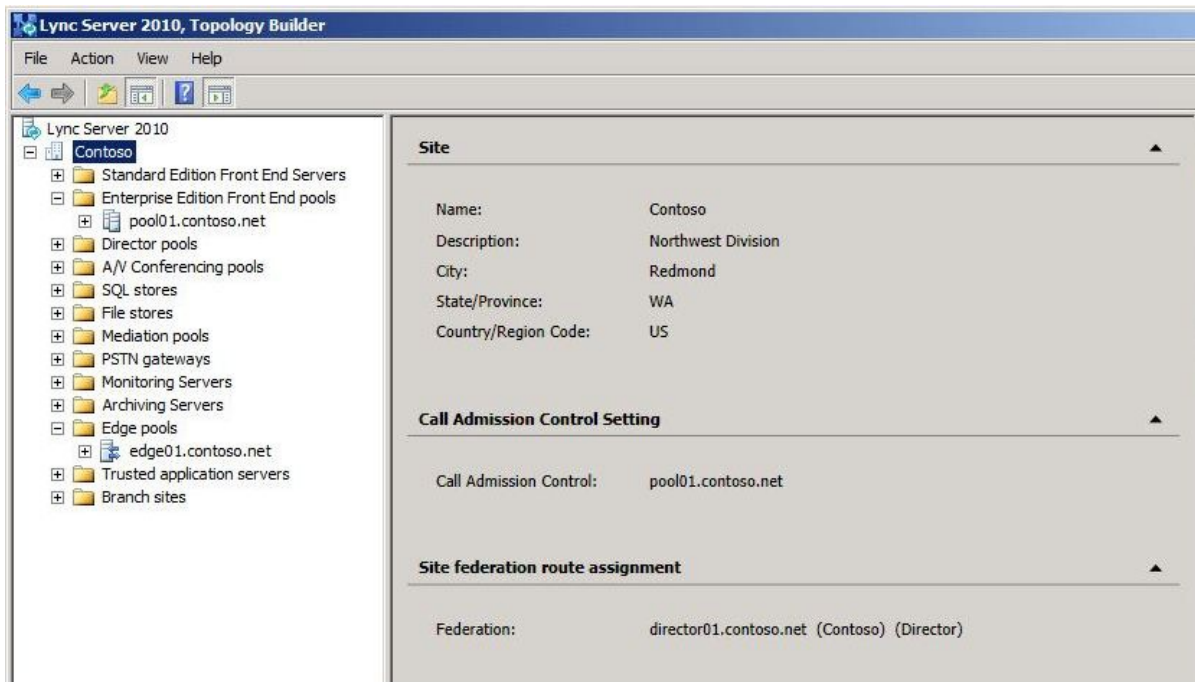 Lync Server 2010, Topology Builder
File Action View Help
Lync Server 2010
Contoso
Standard Edition Front End Servers
Enterprise Edition Front End pools
pool01.contoso.net
Director pools
A/V Conferencing pools
SQL stores
File stores
Mediation pools
PSTN gateways
Monitoring Servers
Archiving Servers
Edge pools
edge01.contoso.net
Trusted application servers
Branch sites
Site
Name: Contoso
Description: Northwest Division
City: Redmond
State/Province: WA
Country/Region Code: US
Call Admission Control Setting
Call Admission Control: pool01.contoso.net
Site federation route assignment
Federation: director01.contoso.net (Contoso) (Director)